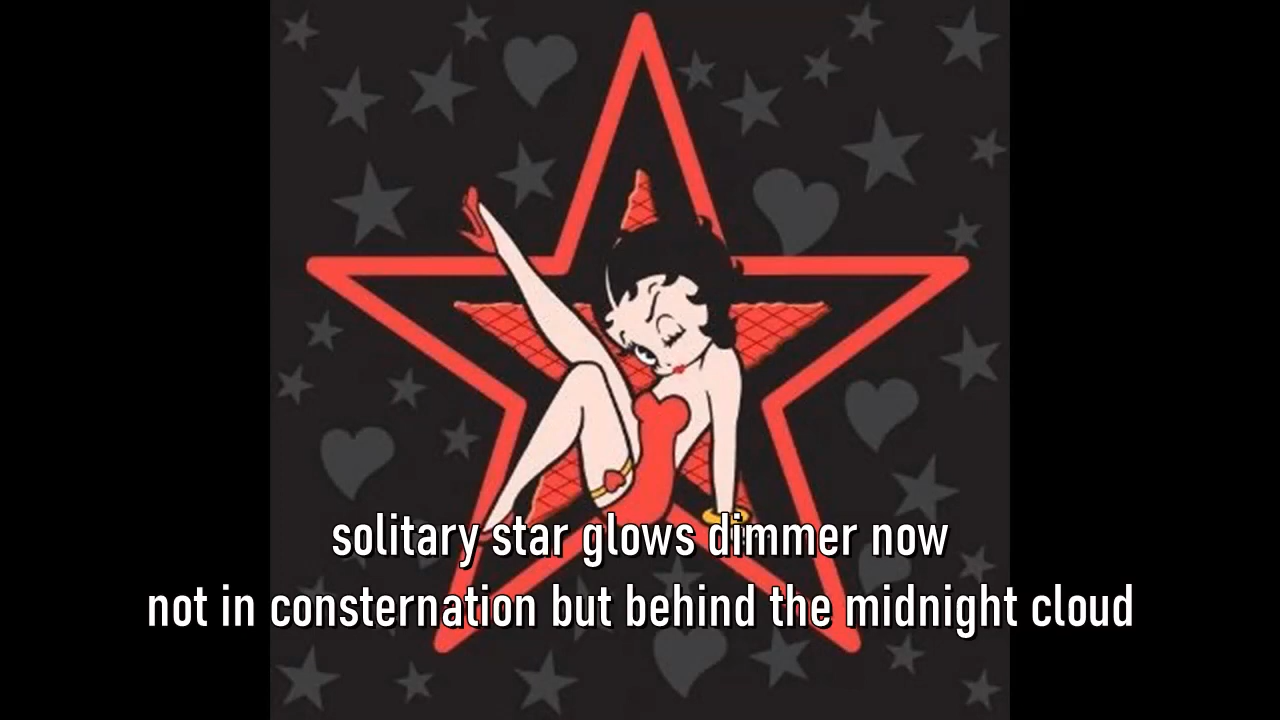 solitary star glows dimmer now
not in consternation but behind the midnight cloud